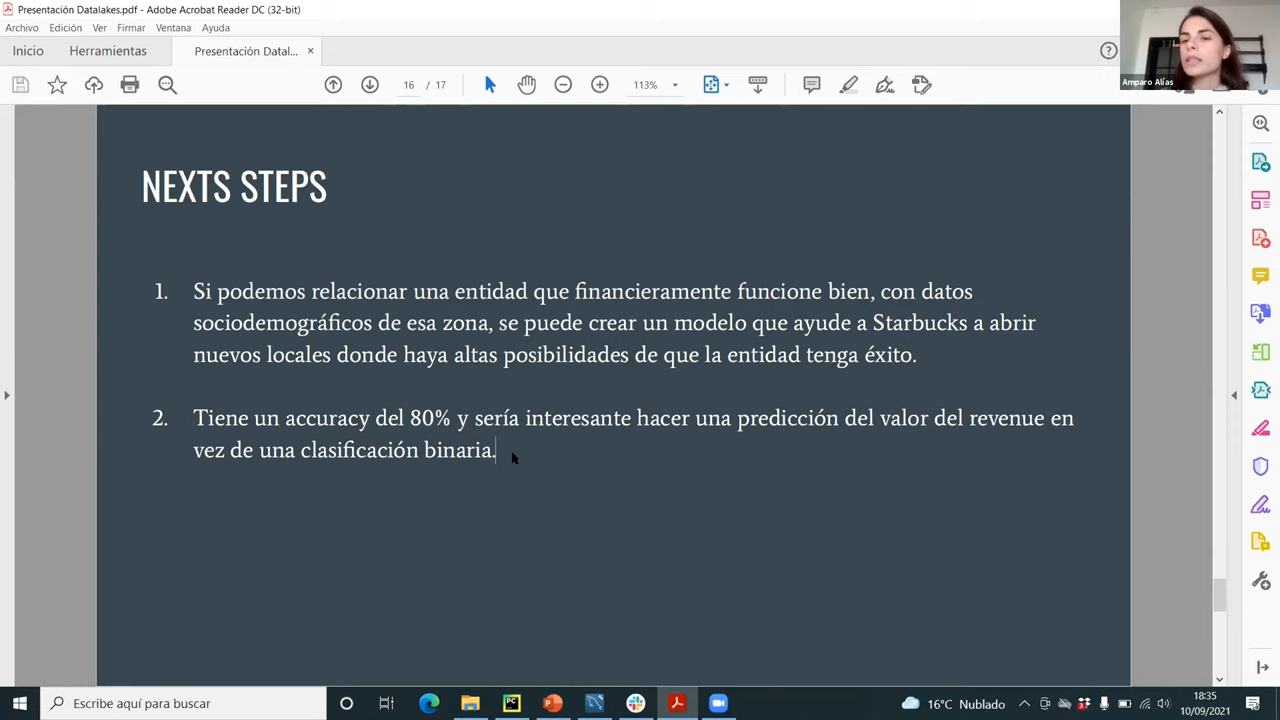 Presentación Datalakes.pdf - Adobe Acrobat Reader DC (32-bit)
Archivo Edición Ver Firmar Ventana Ayuda
Inicio Herramientas Presentación Datal... ×
16 / 17 113%
Amparo Alías
NEXTS STEPS
1. Si podemos relacionar una entidad que financieramente funcione bien, con datos
sociodemográficos de esa zona, se puede crear un modelo que ayude a Starbucks a abrir
nuevos locales donde haya altas posibilidades de que la entidad tenga éxito.
2. Tiene un accuracy del 80% y sería interesante hacer una predicción del valor del revenue en
vez de una clasificación binaria.
Escribe aquí para buscar
16°C Nublado
18:35
10/09/2021